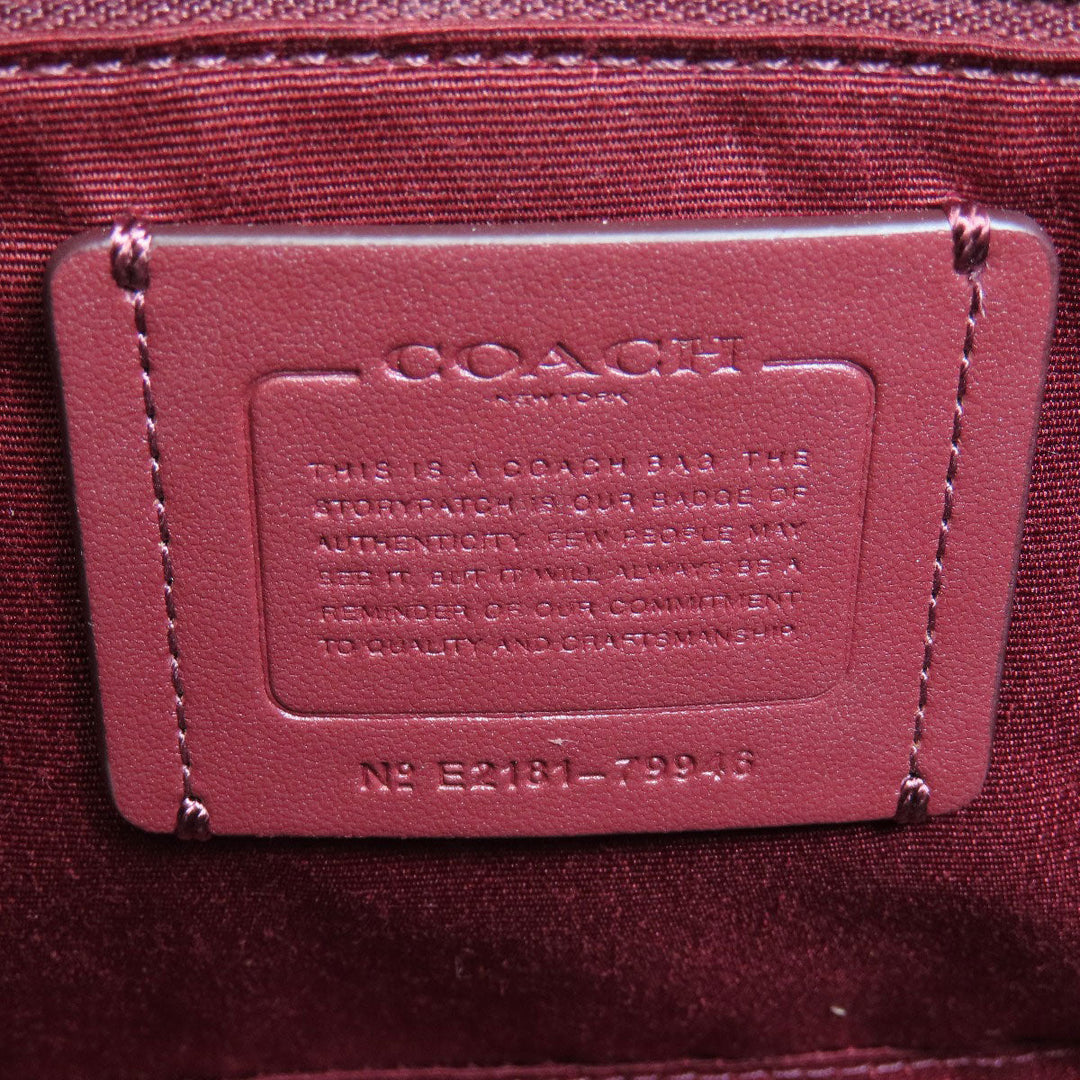 COACH
NEW YORK
THIS IS A COACH BAG. THE
STORYPATCH IS OUR BADGE OF
AUTHENTICITY. FEW PEOPLE MAY
SEE IT, BUT IT WILL ALWAYS BE A
REMINDER OF OUR COMMITMENT
TO QUALITY AND CRAFTSMANSHIP.
Nº E2181-79946